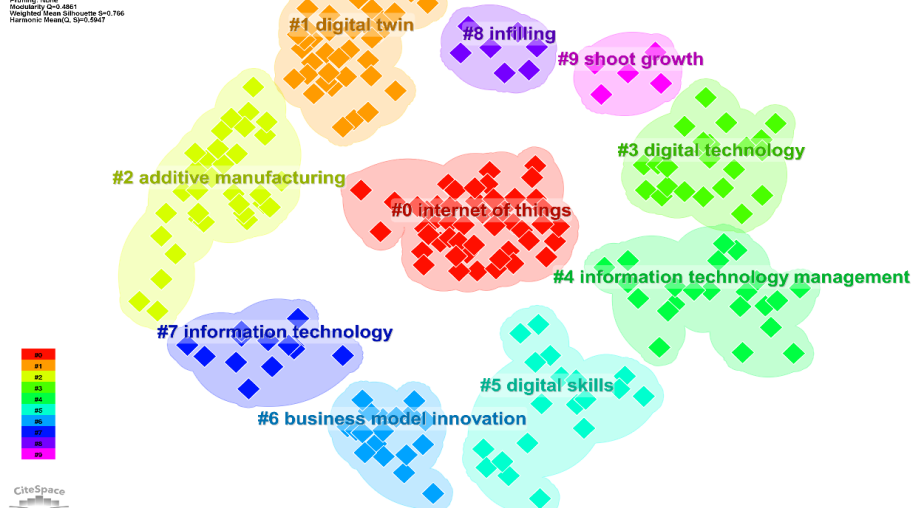 Pruning: None
Modularity Q=0.4861
Weighted Mean Silhouette S=0.766
Harmonic Mean(Q, S)=0.5947
#1 digital twin
#8 infilling
#9 shoot growth
#3 digital technology
#2 additive manufacturing
#0 internet of things
#4 information technology management
#7 information technology
#5 digital skills
#6 business model innovation
#0
#1
#2
#3
#4
#5
#6
#7
#8
#9
CiteSpace